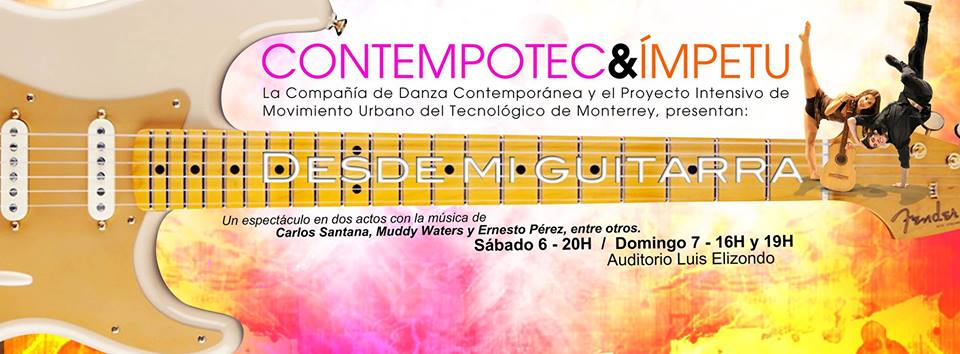 CONTEMPOTEC&ÍMPETU
La Compañía de Danza Contemporánea y el Proyecto Intensivo de
Movimiento Urbano del Tecnológico de Monterrey, presentan:
DESDE MI GUITARRA
Fender
Un espectáculo en dos actos con la música de
Carlos Santana, Muddy Waters y Ernesto Pérez, entre otros.
Sábado 6 - 20H / Domingo 7 - 16H y 19H
Auditorio Luis Elizondo